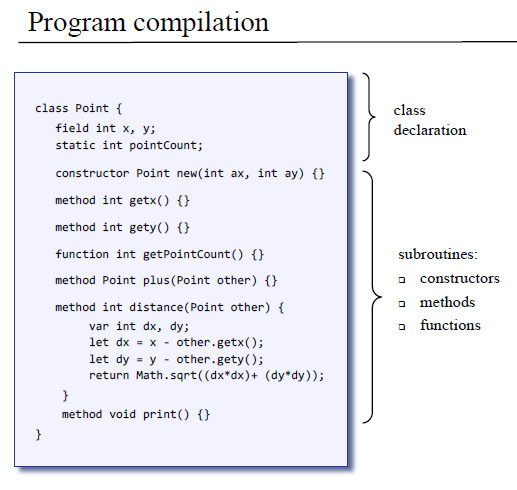 Program compilation
class Point {
field int x, y;
static int pointCount;
constructor Point new(int ax, int ay) {}
method int getx() {}
method int gety() {}
function int getPointCount() {}
method Point plus(Point other) {}
method int distance(Point other) {
var int dx, dy;
let dx = x - other.getx();
let dy = y - other.gety();
return Math.sqrt((dx*dx)+ (dy*dy));
}
method void print() {}
}
class
declaration
subroutines:
constructors
methods
functions